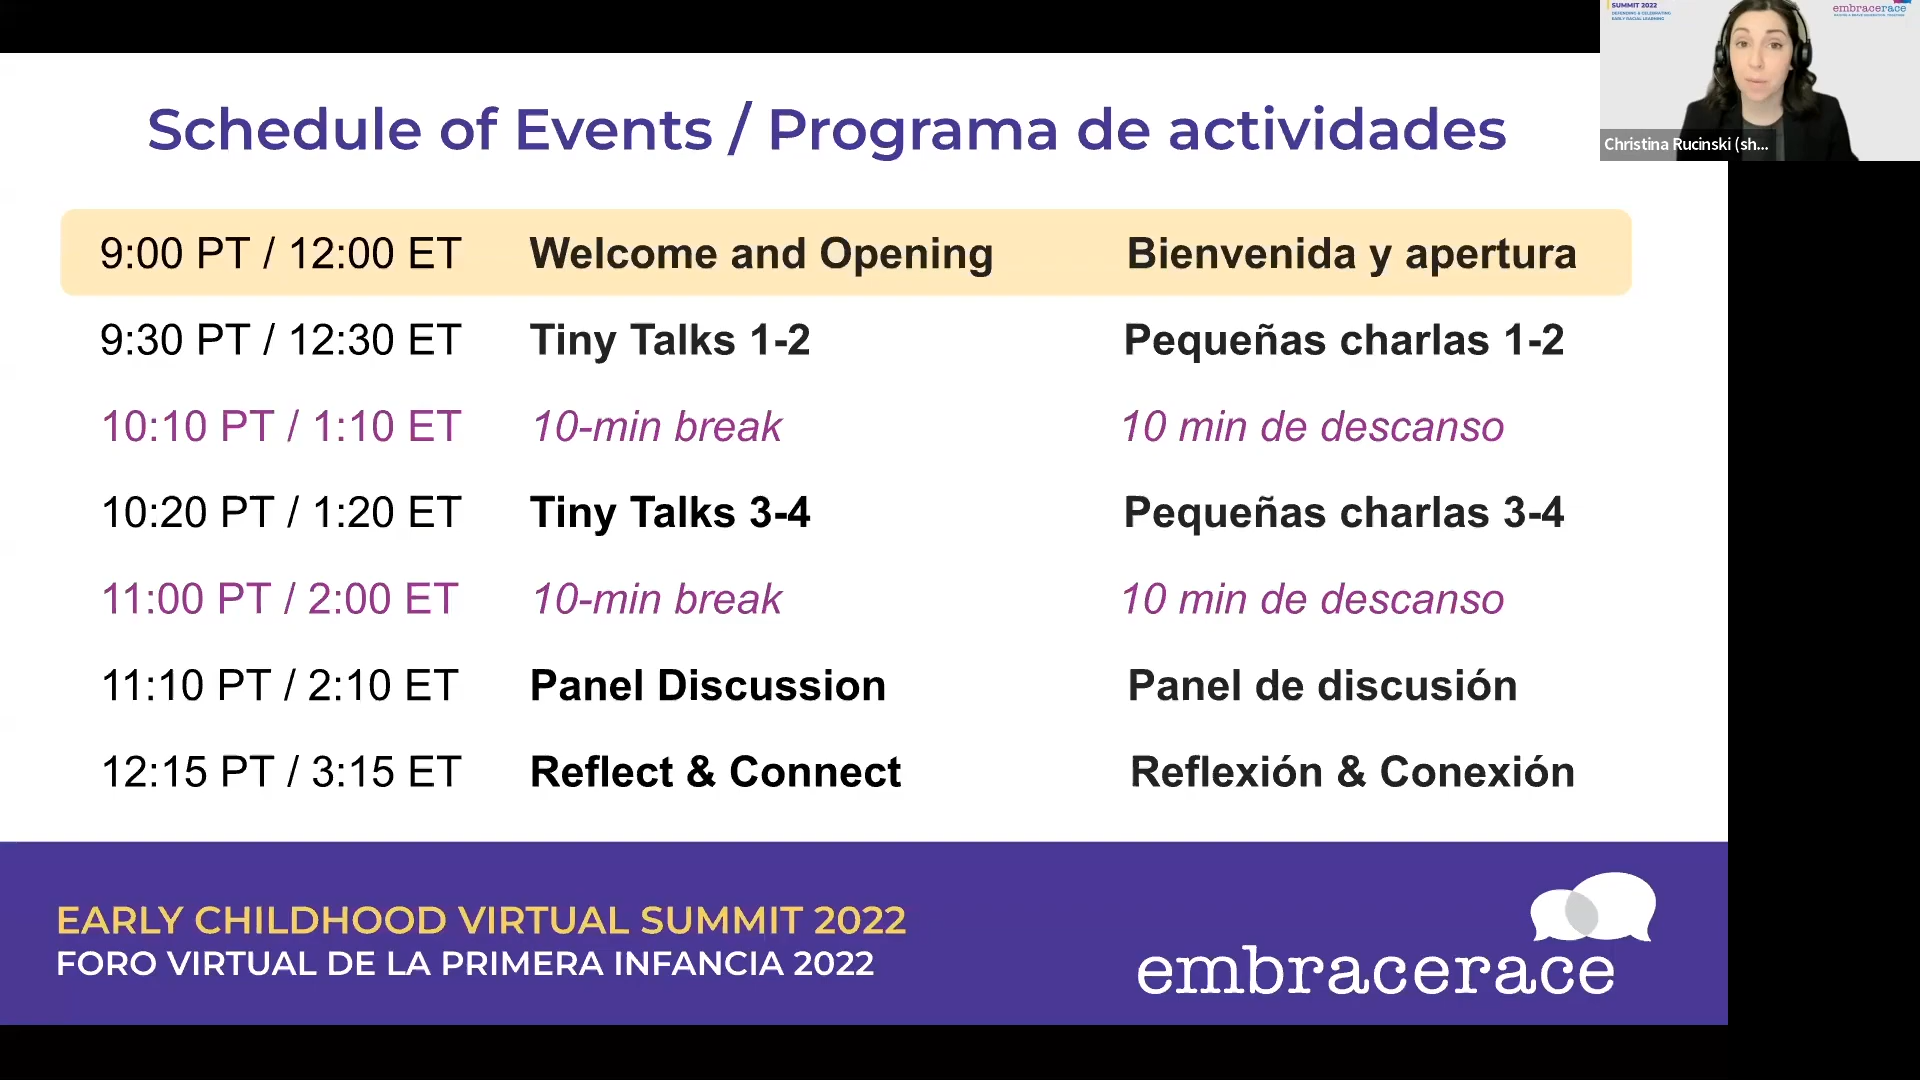 SUMMIT 2022
DEFENDING & CELEBRATING
EARLY RACIAL LEARNING
embracerace
Christina Rucinski (sh...
Schedule of Events / Programa de actividades
9:00 PT / 12:00 ET Welcome and Opening Bienvenida y apertura
9:30 PT / 12:30 ET Tiny Talks 1-2 Pequeñas charlas 1-2
10:10 PT / 1:10 ET 10-min break 10 min de descanso
10:20 PT / 1:20 ET Tiny Talks 3-4 Pequeñas charlas 3-4
11:00 PT / 2:00 ET 10-min break 10 min de descanso
11:10 PT / 2:10 ET Panel Discussion Panel de discusión
12:15 PT / 3:15 ET Reflect & Connect Reflexión & Conexión
EARLY CHILDHOOD VIRTUAL SUMMIT 2022
FORO VIRTUAL DE LA PRIMERA INFANCIA 2022
embracerace